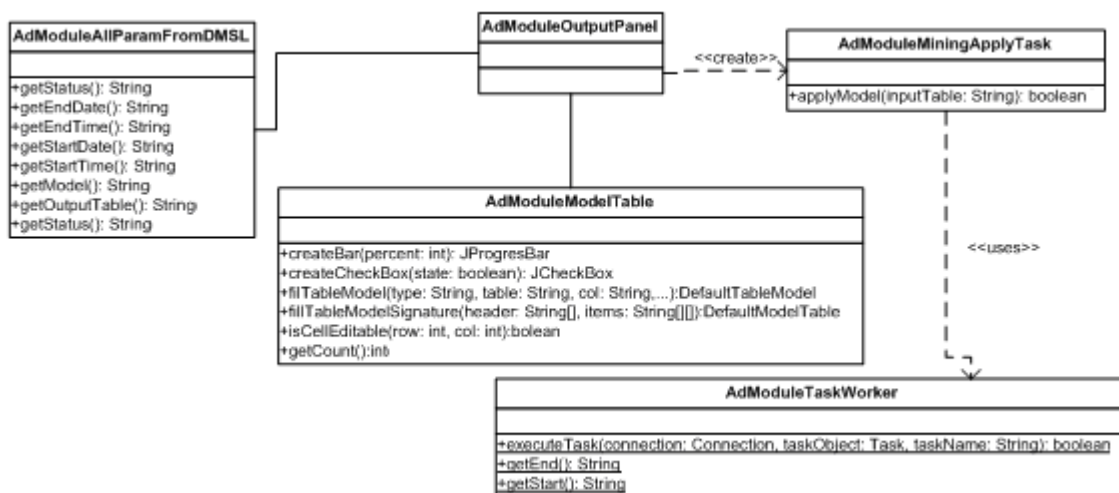 AdModuleAllParamFromDMSL
+getStatus(): String
+getEndDate(): String
+getEndTime(): String
+getStartDate(): String
+getStartTime(): String
+getModel(): String
+getOutputTable(): String
+getStatus(): String
AdModuleOutputPanel
<<create>>
AdModuleMiningApplyTask
+applyModel(inputTable: String): boolean
AdModuleModelTable
+createBar(percent: int): JProgresBar
+createCheckBox(state: boolean): JCheckBox
+filTableModel(type: String, table: String, col: String,...):DefaultTableModel
+fillTableModelSignature(header: String[], items: String[][]):DefaultModelTable
+isCellEditable(row: int, col: int):bolean
+getCount():int
<<uses>>
AdModuleTaskWorker
+executeTask(connection: Connection, taskObject: Task, taskName: String): boolean
+getEnd(): String
+getStart(): String